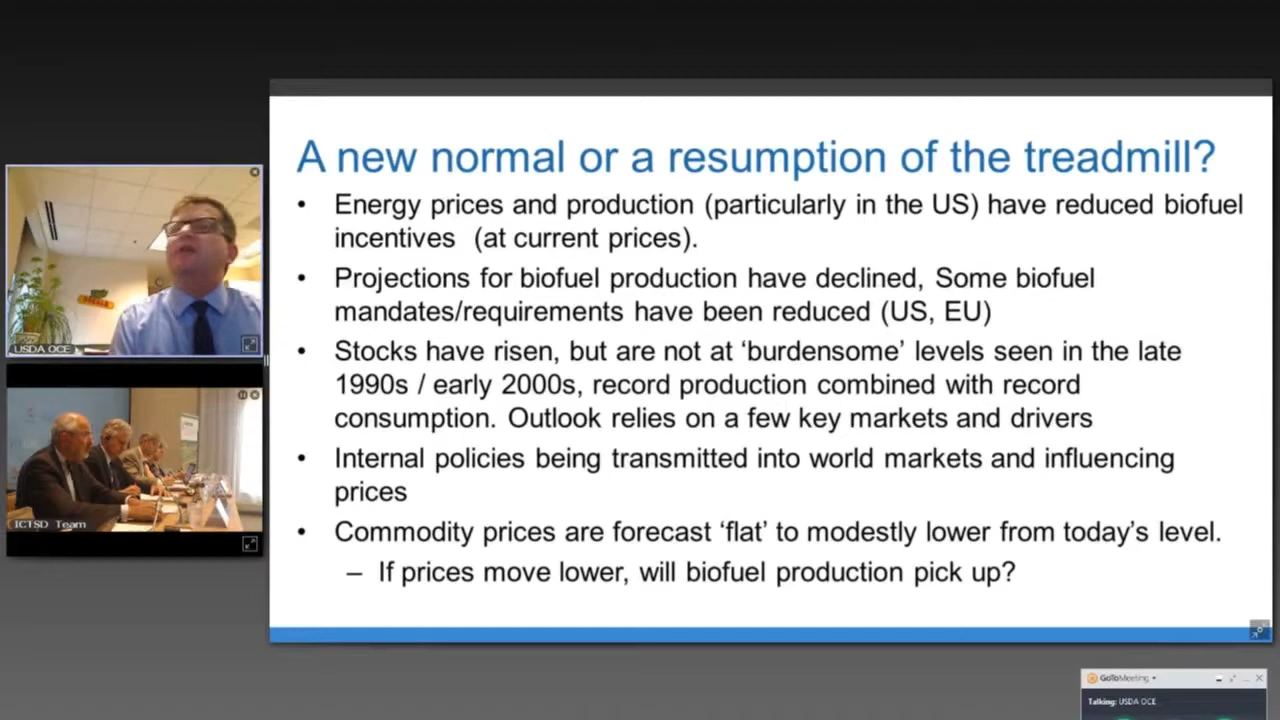 A new normal or a resumption of the treadmill?
• Energy prices and production (particularly in the US) have reduced biofuel
incentives (at current prices).
• Projections for biofuel production have declined, Some biofuel
mandates/requirements have been reduced (US, EU)
• Stocks have risen, but are not at ‘burdensome’ levels seen in the late
1990s / early 2000s, record production combined with record
consumption. Outlook relies on a few key markets and drivers
• Internal policies being transmitted into world markets and influencing
prices
• Commodity prices are forecast ‘flat’ to modestly lower from today’s level.
– If prices move lower, will biofuel production pick up?
USDA OCE
ICTSD Team
GoToMeeting
Talking: USDA OCE